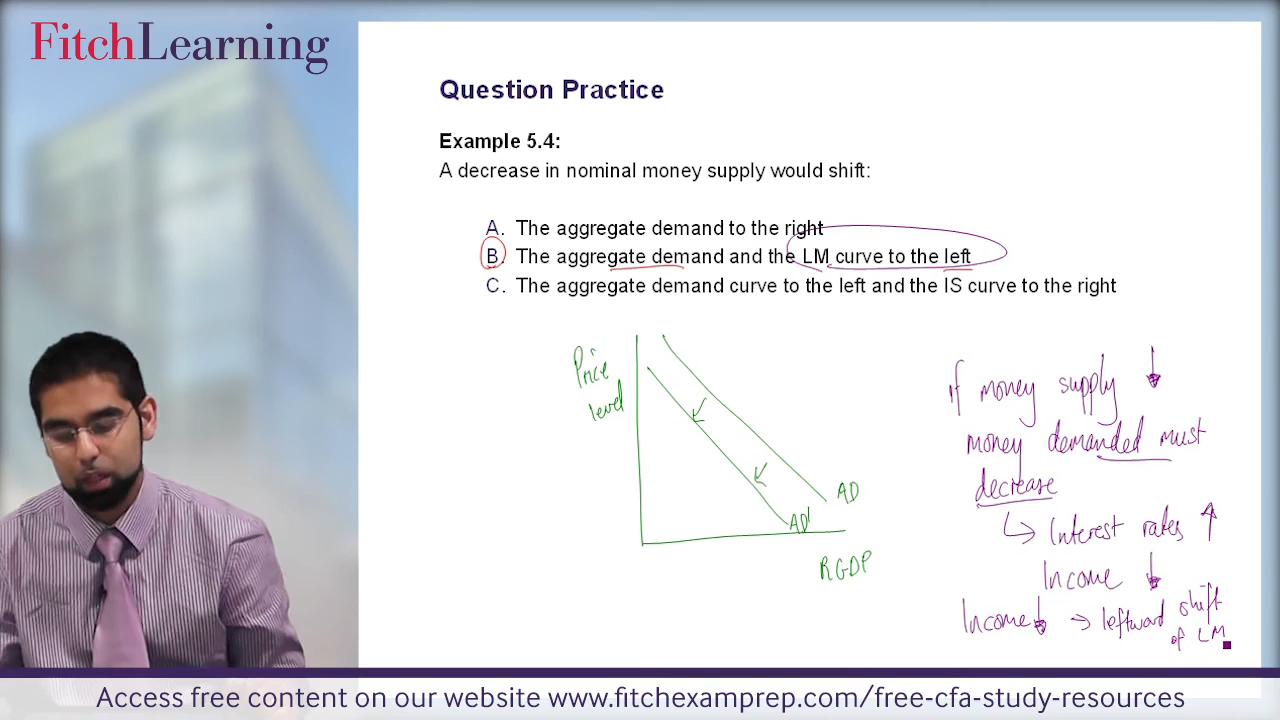 FitchLearning
Question Practice
Example 5.4:
A decrease in nominal money supply would shift:
A. The aggregate demand to the right
B. The aggregate demand and the LM curve to the left
C. The aggregate demand curve to the left and the IS curve to the right
Price
level
AD
AD'
RGDP
if money supply ↓
money demanded must
decrease
↳ Interest rates ↑
Income ↓
Income↓ → leftward shift
of LM
Access free content on our website www.fitchexamprep.com/free-cfa-study-resources